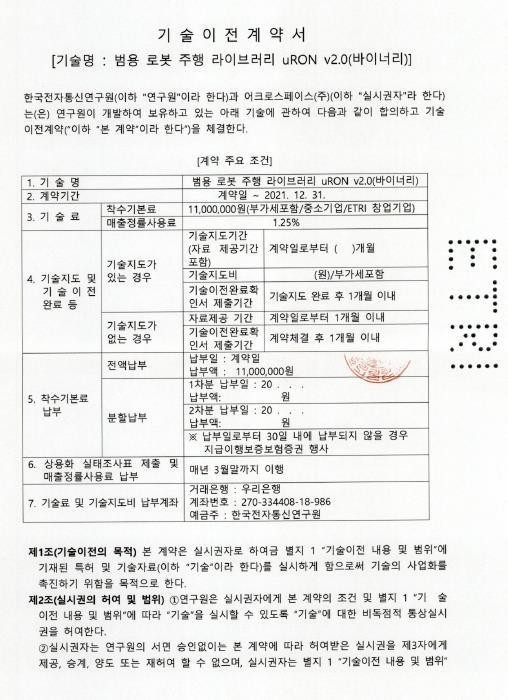 기 술 이 전 계 약 서
[기술명 : 범용 로봇 주행 라이브러리 uRON v2.0(바이너리)]
한국전자통신연구원(이하 "연구원"이라 한다)과 어크로스페이스(주)(이하 "실시권자"라 한다)
는(은) 연구원이 개발하여 보유하고 있는 아래 기술에 관하여 다음과 같이 합의하고 기술
이전계약("이하 "본 계약"이라 한다")을 체결한다.
[계약 주요 조건]
1. 기 술 명 범용 로봇 주행 라이브러리 uRON v2.0(바이너리)
2. 계약기간 계약일 ~ 2021. 12. 31.
3. 기 술 료 착수기본료 11,000,000원(부가세포함/중소기업/ETRI 창업기업)
매출정률사용료 1.25%
4. 기술지도 및
기 술 이 전
완료 등
기술지도가
있는 경우
기술지도기간
(자료 제공기간
포함)
계약일로부터 ( )개월
기술지도비 (원)/부가세포함
기술이전완료확
인서 제출기간
기술지도 완료 후 1개월 이내
기술지도가
없는 경우
자료제공 기간 계약일로부터 1개월 이내
기술이전완료확
인서 제출기간
계약체결 후 1개월 이내
5. 착수기본료
납부
전액납부
납부일 : 계약일
납부액 : 11,000,000원
분할납부
1차분 납부일 : 20 . . .
납부액: 원
2차분 납부일 : 20 . . .
납부액: 원
※ 납부일로부터 30일 내에 납부되지 않을 경우
지급이행보증보험증권 행사
6. 상용화 실태조사표 제출 및
매출정률사용료 납부
매년 3월말까지 이행
7. 기술료 및 기술지도비 납부계좌
거래은행 : 우리은행
계좌번호 : 270-334408-18-986
예금주 : 한국전자통신연구원
ETRI
제1조(기술이전의 목적) 본 계약은 실시권자로 하여금 별지 1 "기술이전 내용 및 범위"에
기재된 특허 및 기술자료(이하 "기술"이라 한다)를 실시하게 함으로써 기술의 사업화를
촉진하기 위함을 목적으로 한다.
제2조(실시권의 허여 및 범위) ①연구원은 실시권자에게 본 계약의 조건 및 별지 1 "기 술
이전 내용 및 범위"에 따라 "기술"을 실시할 수 있도록 "기술"에 대한 비독점적 통상실시
권을 허여한다.
②실시권자는 연구원의 서면 승인없이는 본 계약에 따라 허여받은 실시권을 제3자에게
제공, 승계, 양도 또는 재허여 할 수 없으며, 실시권자는 별지 1 "기술이전 내용 및 범위"